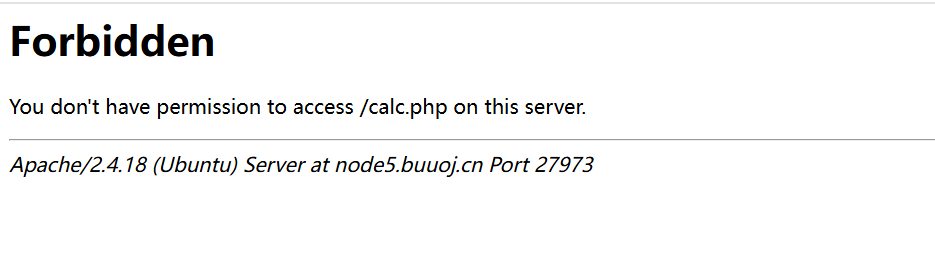 Forbidden
You don't have permission to access /calc.php on this server.
Apache/2.4.18 (Ubuntu) Server at node5.buuoj.cn Port 27973